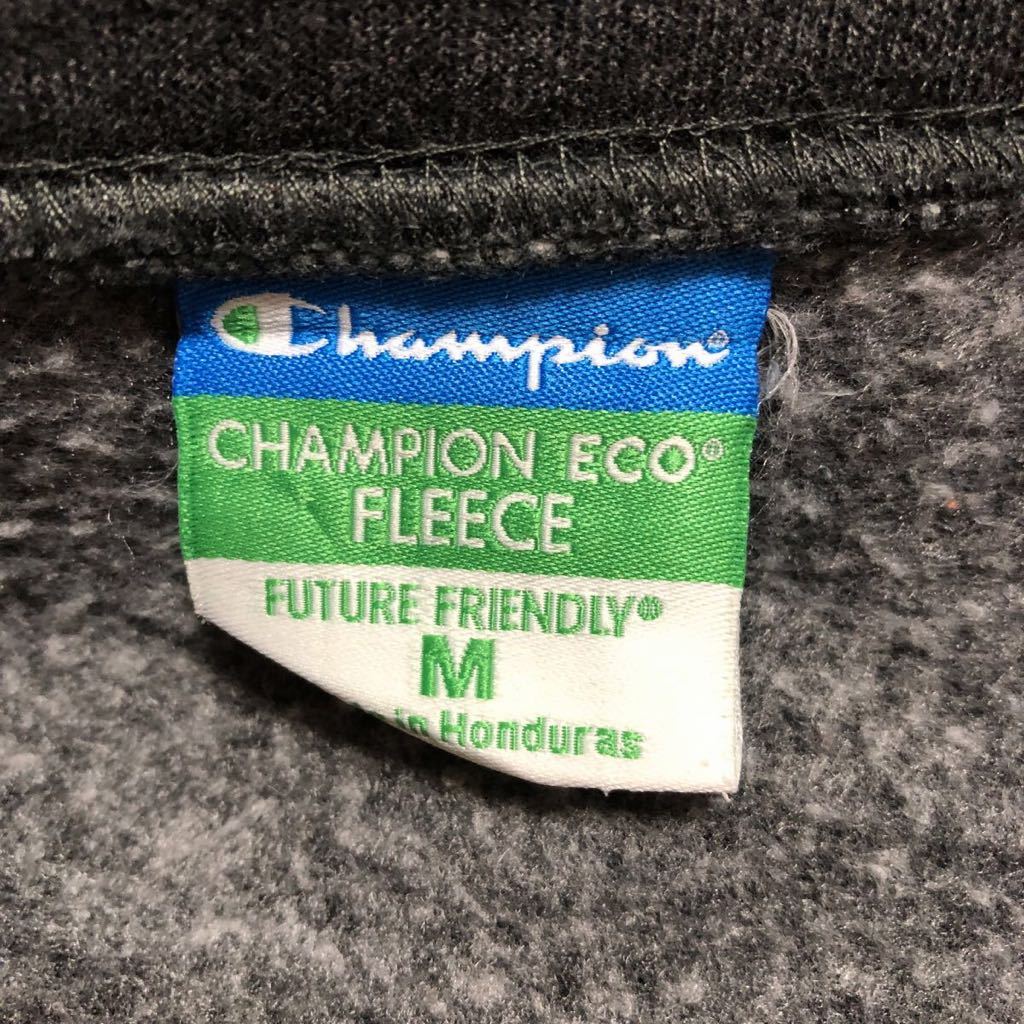 Champion®
CHAMPION ECO®
FLEECE
FUTURE FRIENDLY®
M
in Honduras